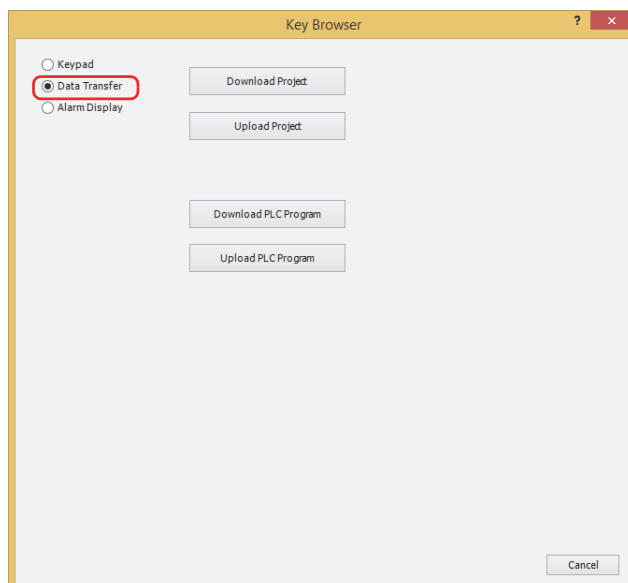 Key Browser
?
Keypad
Data Transfer
Alarm Display
Download Project
Upload Project
Download PLC Program
Upload PLC Program
Cancel